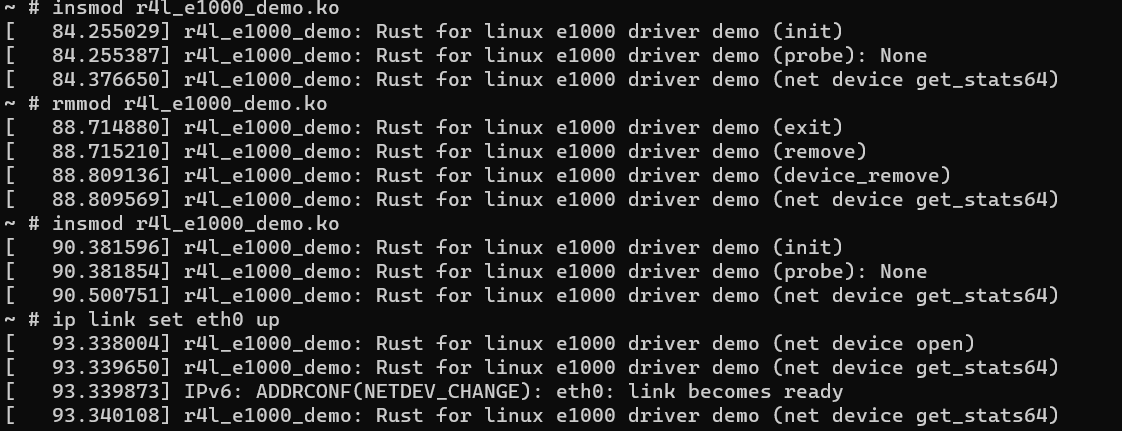 ~ # insmod r4l_e1000_demo.ko
[   84.255029] r4l_e1000_demo: Rust for linux e1000 driver demo (init)
[   84.255387] r4l_e1000_demo: Rust for linux e1000 driver demo (probe): None
[   84.376650] r4l_e1000_demo: Rust for linux e1000 driver demo (net device get_stats64)
~ # rmmod r4l_e1000_demo.ko
[   88.714880] r4l_e1000_demo: Rust for linux e1000 driver demo (exit)
[   88.715210] r4l_e1000_demo: Rust for linux e1000 driver demo (remove)
[   88.809136] r4l_e1000_demo: Rust for linux e1000 driver demo (device_remove)
[   88.809569] r4l_e1000_demo: Rust for linux e1000 driver demo (net device get_stats64)
~ # insmod r4l_e1000_demo.ko
[   90.381596] r4l_e1000_demo: Rust for linux e1000 driver demo (init)
[   90.381854] r4l_e1000_demo: Rust for linux e1000 driver demo (probe): None
[   90.500751] r4l_e1000_demo: Rust for linux e1000 driver demo (net device get_stats64)
~ # ip link set eth0 up
[   93.338004] r4l_e1000_demo: Rust for linux e1000 driver demo (net device open)
[   93.339650] r4l_e1000_demo: Rust for linux e1000 driver demo (net device get_stats64)
[   93.339873] IPv6: ADDRCONF(NETDEV_CHANGE): eth0: link becomes ready
[   93.340108] r4l_e1000_demo: Rust for linux e1000 driver demo (net device get_stats64)